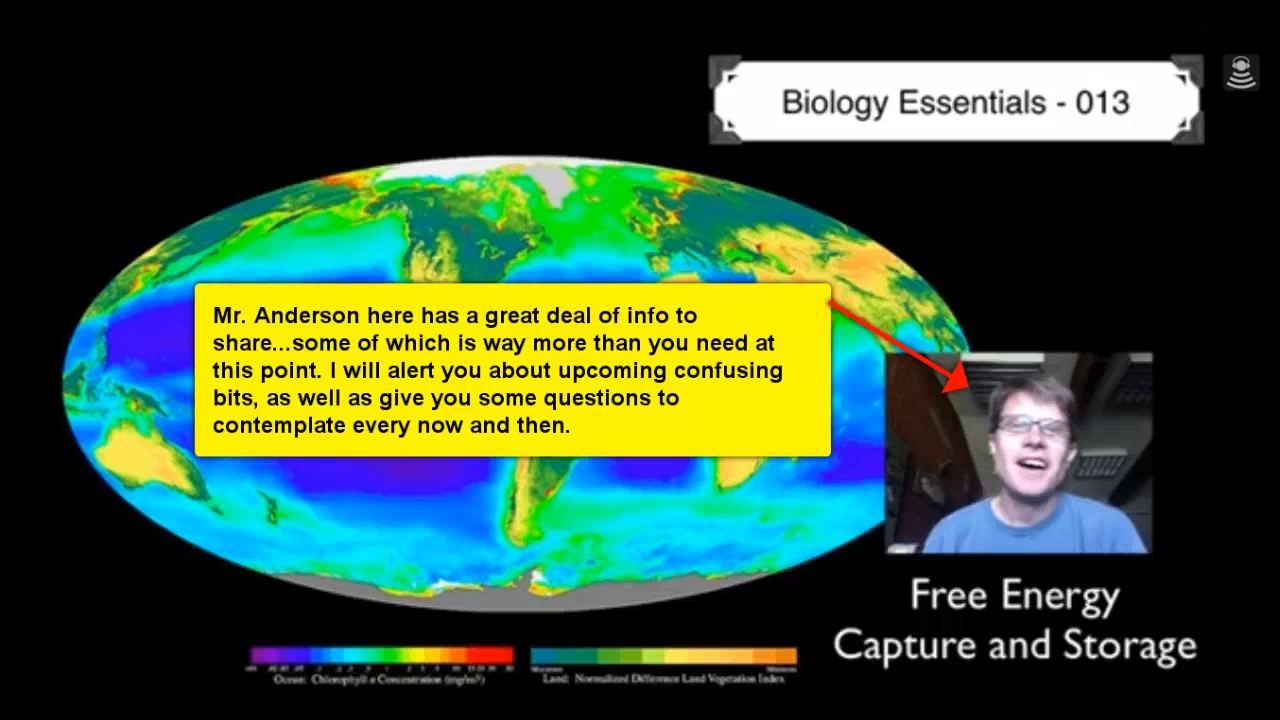 Biology Essentials - 013
Mr. Anderson here has a great deal of info to
share...some of which is way more than you need at
this point. I will alert you about upcoming confusing
bits, as well as give you some questions to
contemplate every now and then.
Free Energy
Capture and Storage
Ocean: Chlorophyll a Concentration (mg/m³)
Land: Normalized Difference Land Vegetation Index